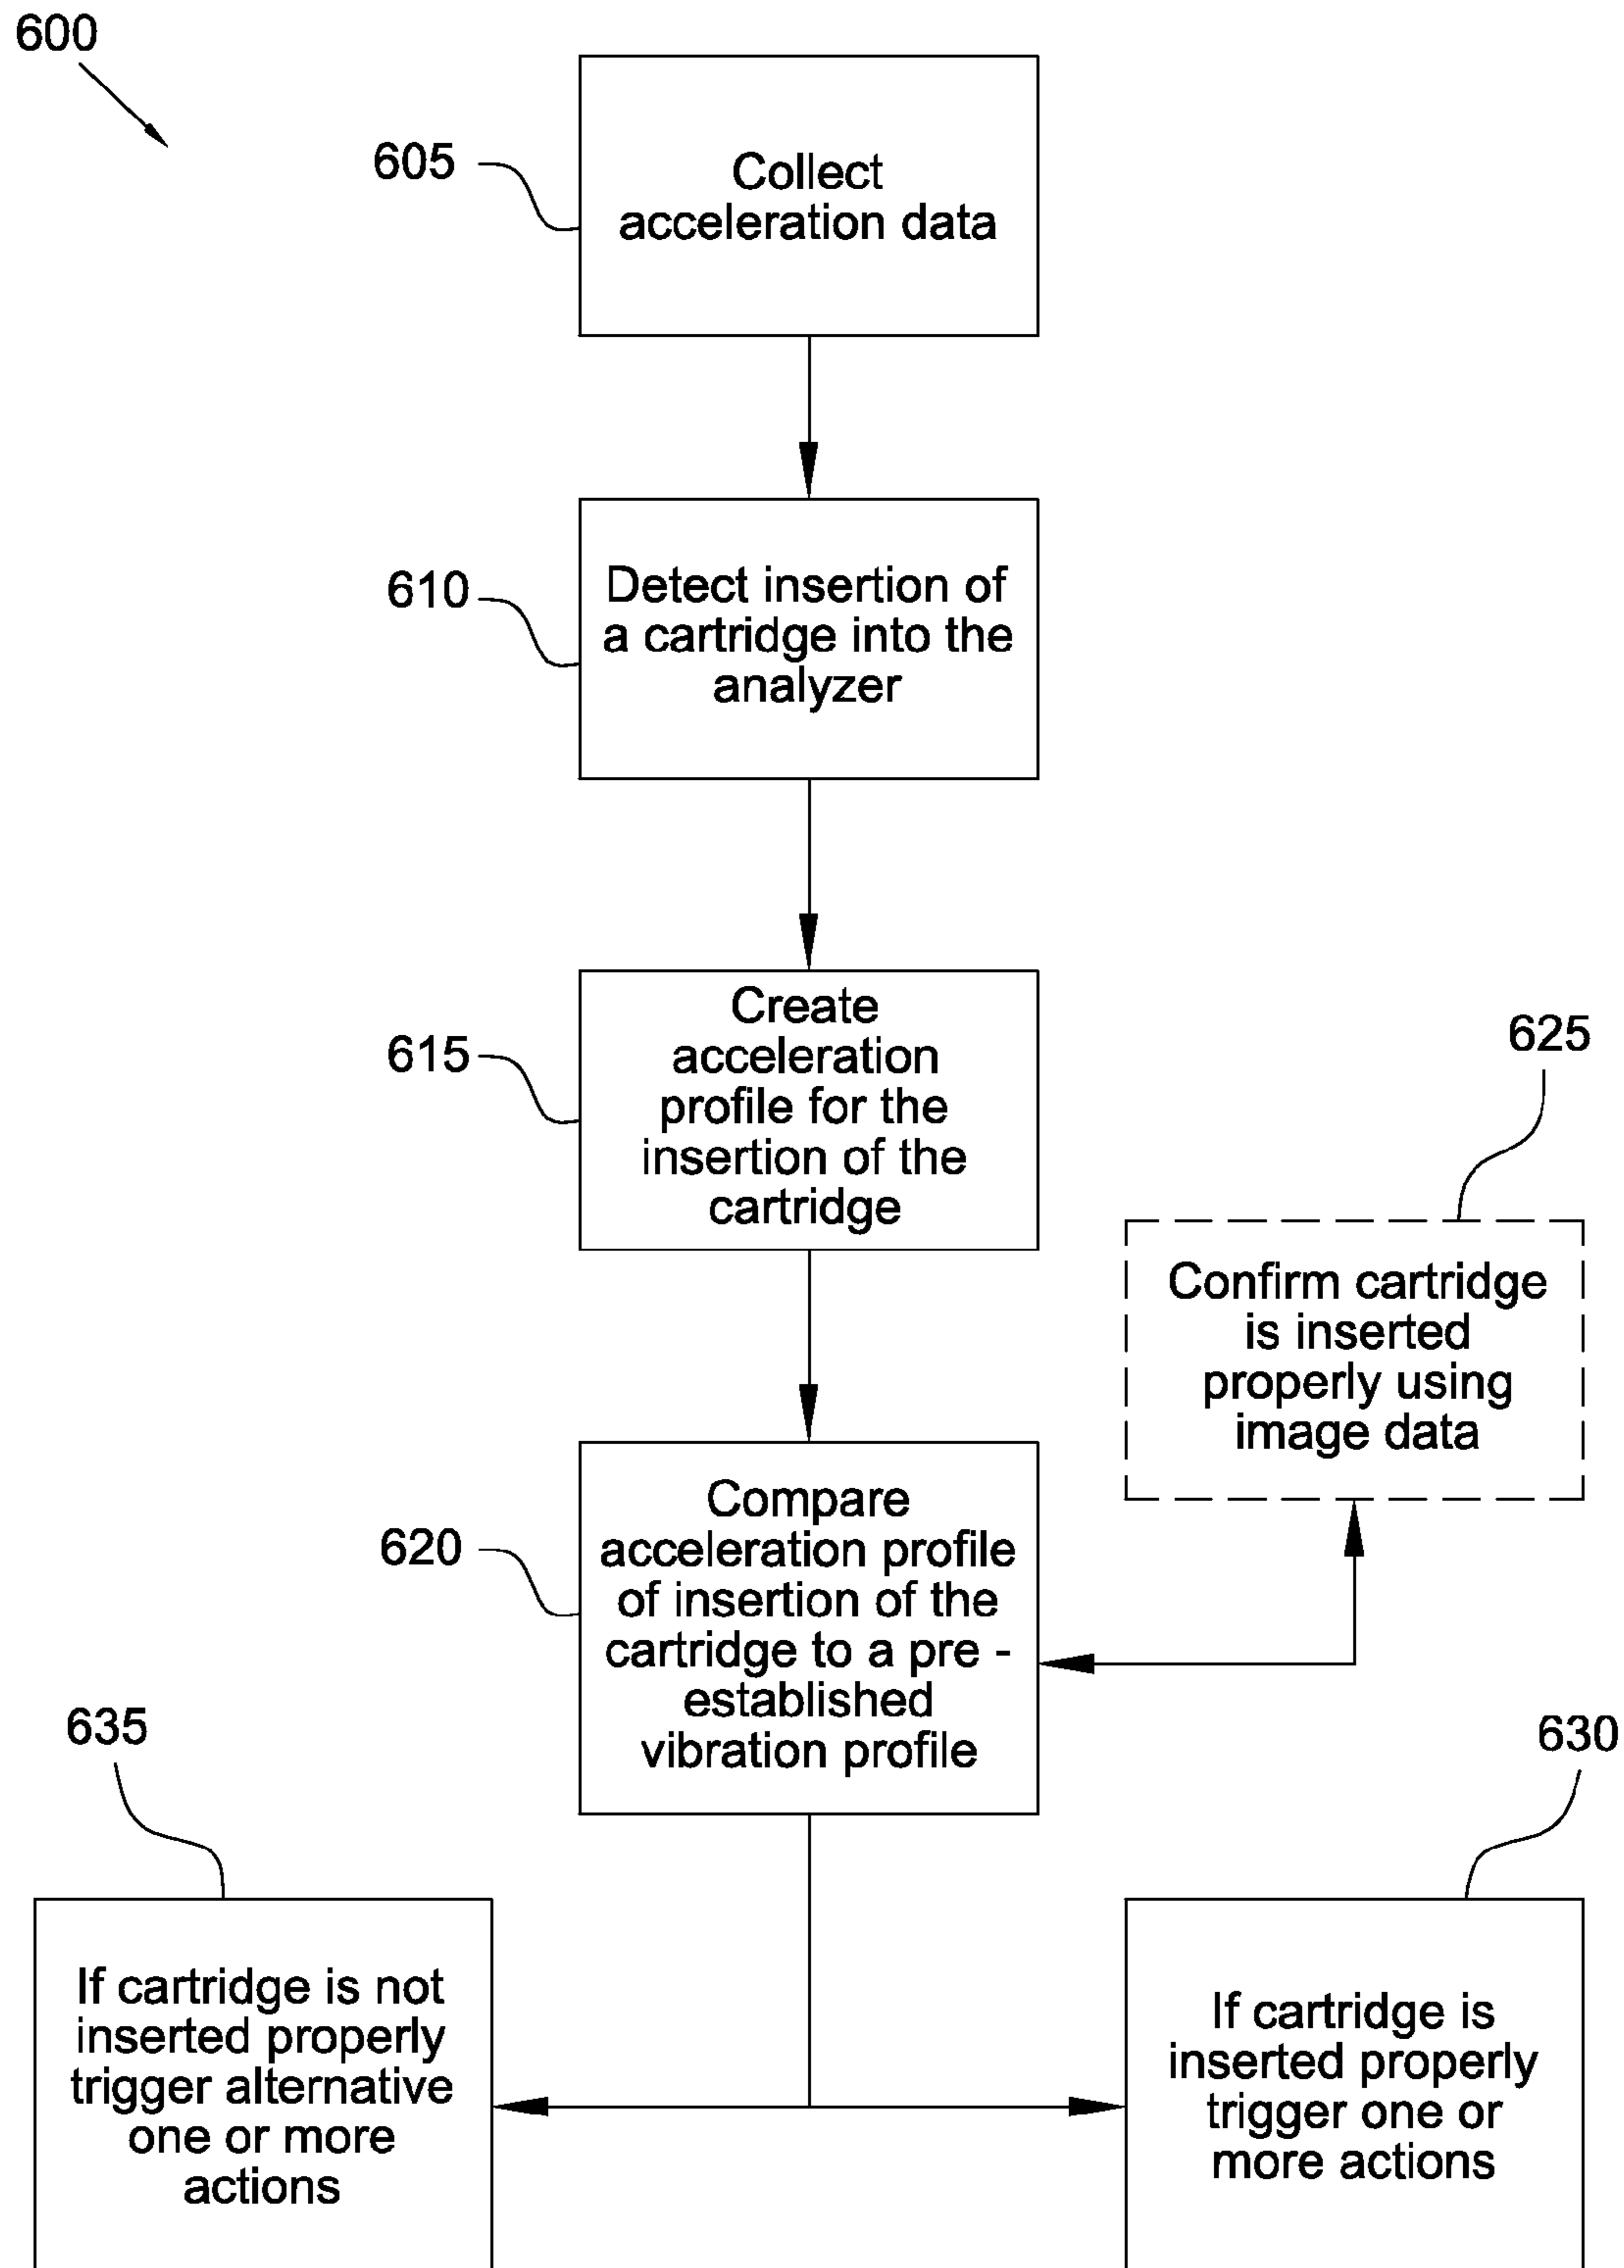 600
605
Collect
acceleration data
610
Detect insertion of
a cartridge into the
analyzer
615
Create
acceleration
profile for the
insertion of the
cartridge
625
Confirm cartridge
is inserted
properly using
image data
620
Compare
acceleration profile
of insertion of the
cartridge to a pre -
established
vibration profile
635
If cartridge is not
inserted properly
trigger alternative
one or more
actions
630
If cartridge is
inserted properly
trigger one or
more actions